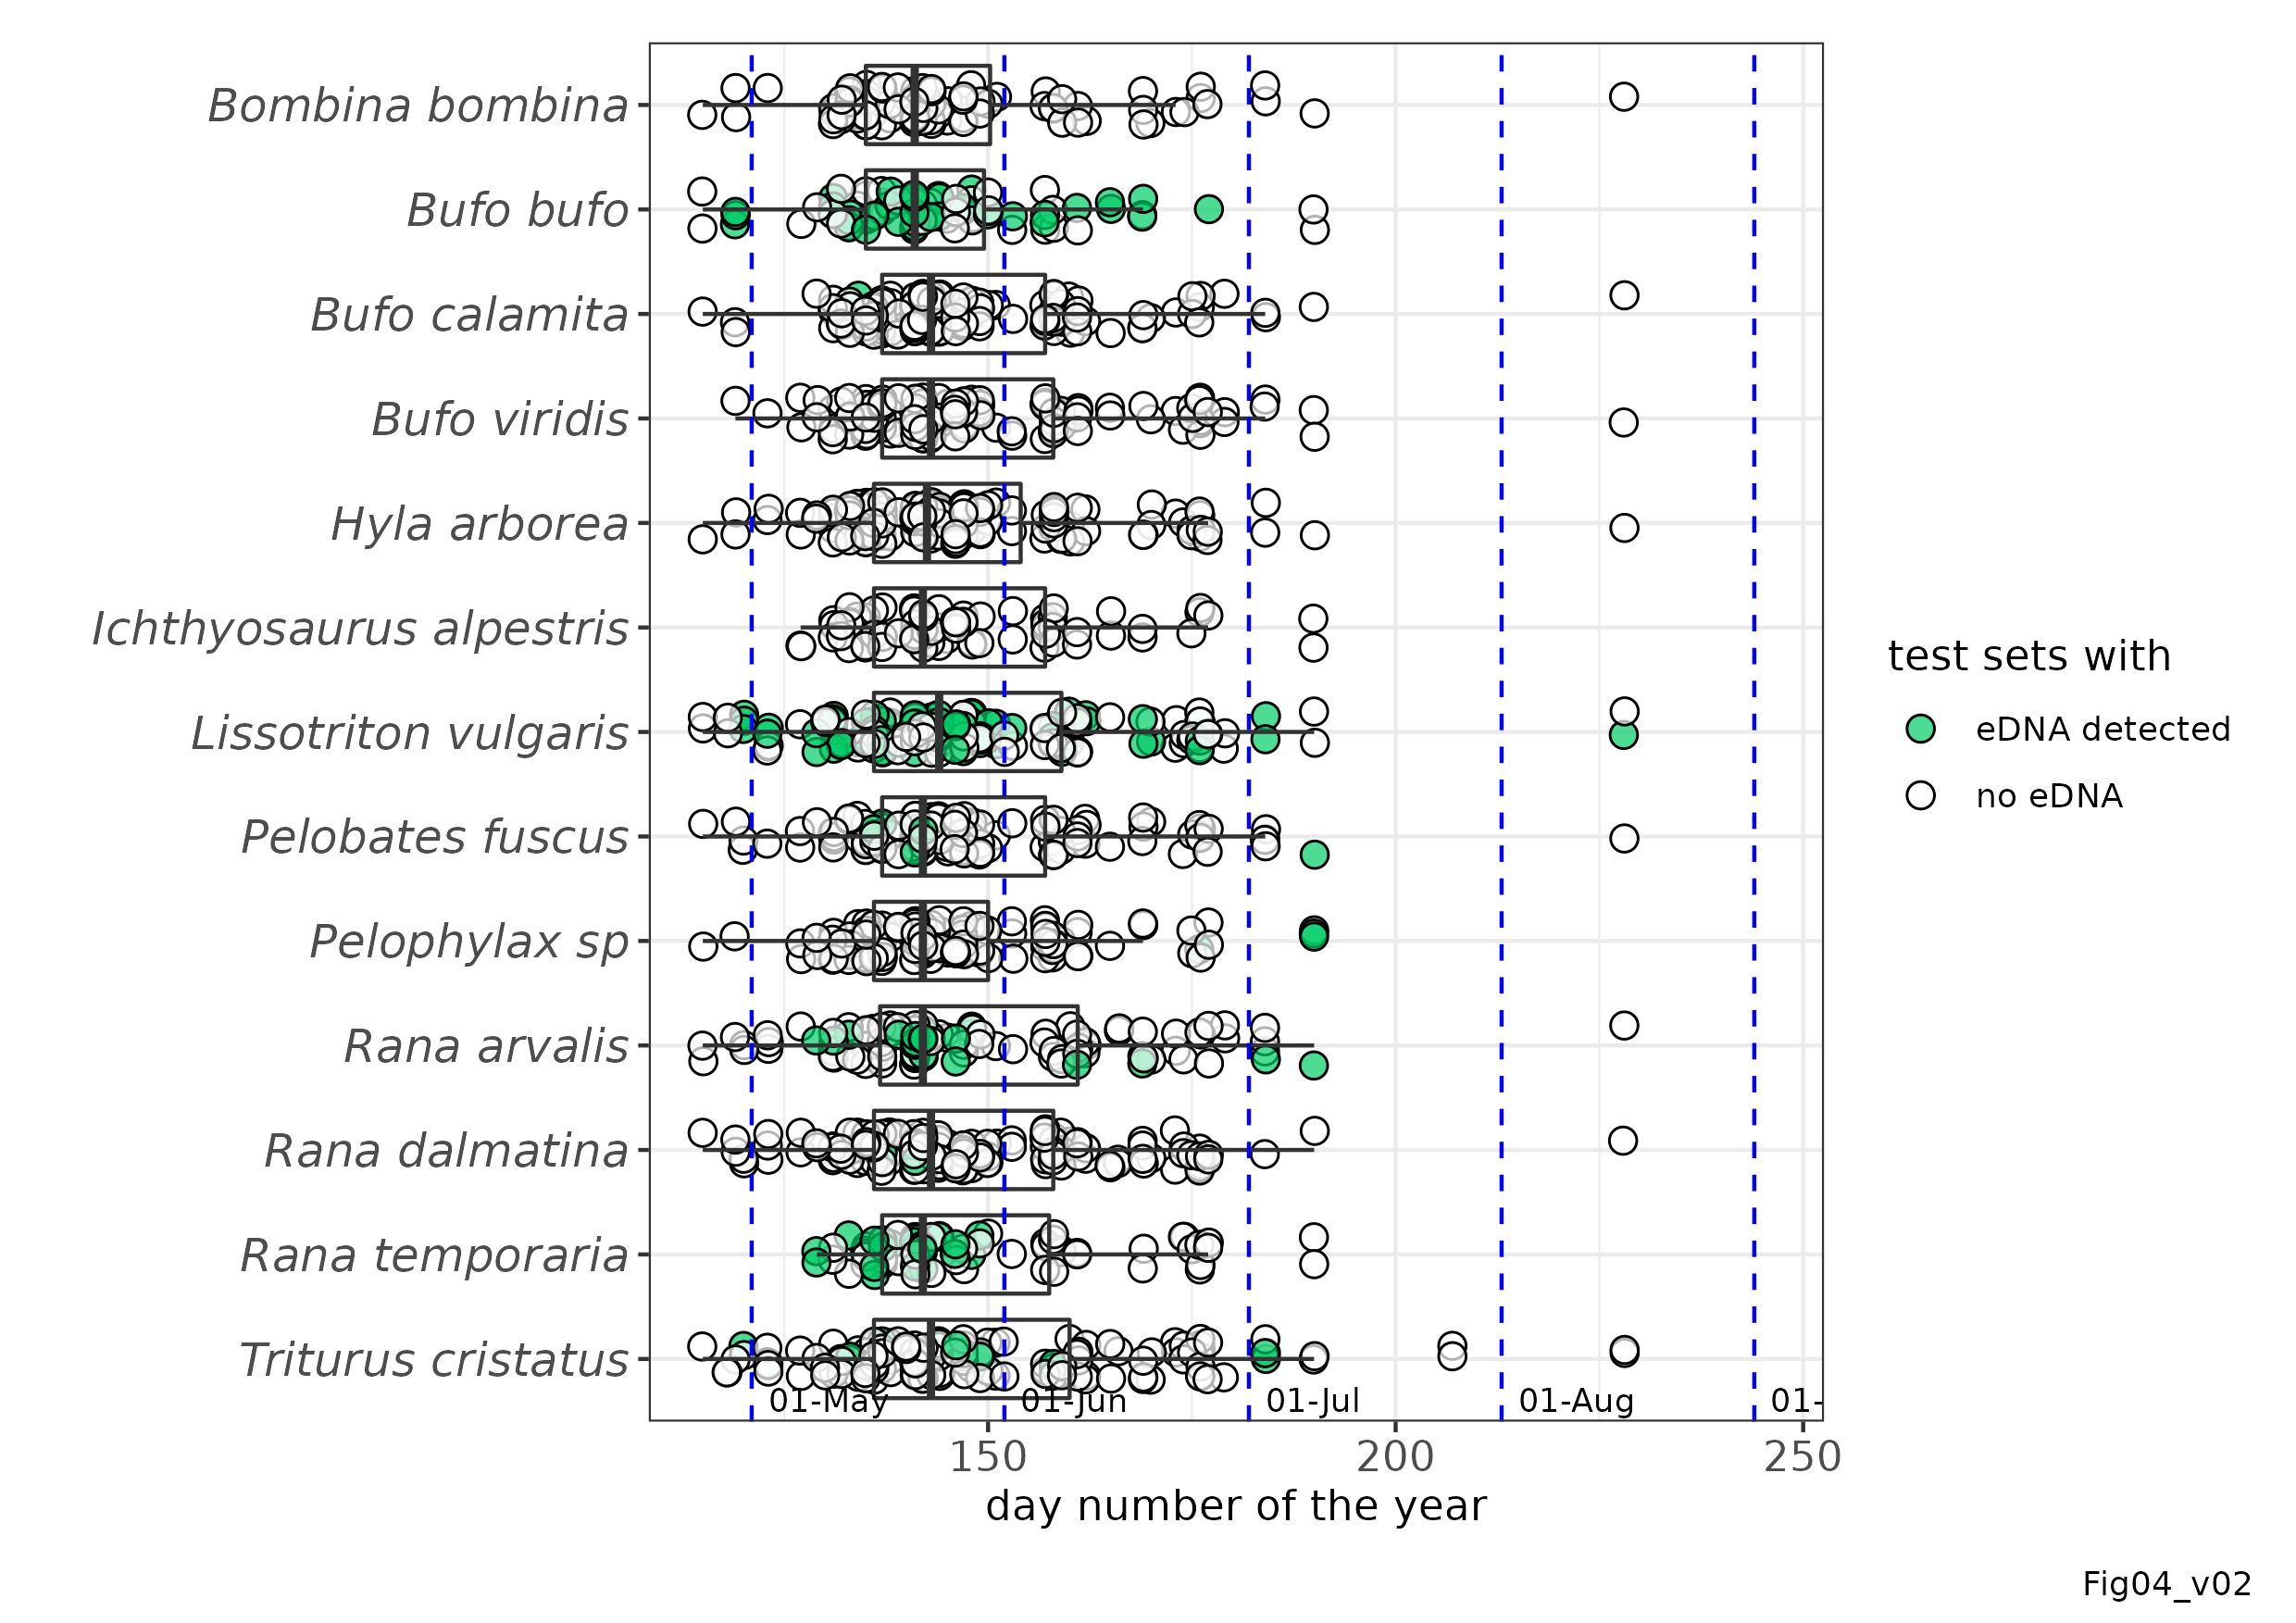 Bombina bombina
Bufo bufo
Bufo calamita
Bufo viridis
Hyla arborea
Ichthyosaurus alpestris
Lissotriton vulgaris
Pelobates fuscus
Pelophylax sp
Rana arvalis
Rana dalmatina
Rana temporaria
Triturus cristatus
01-May 01-Jun 01-Jul 01-Aug 01-
150 200 250
day number of the year
test sets with
eDNA detected
no eDNA
Fig04_v02